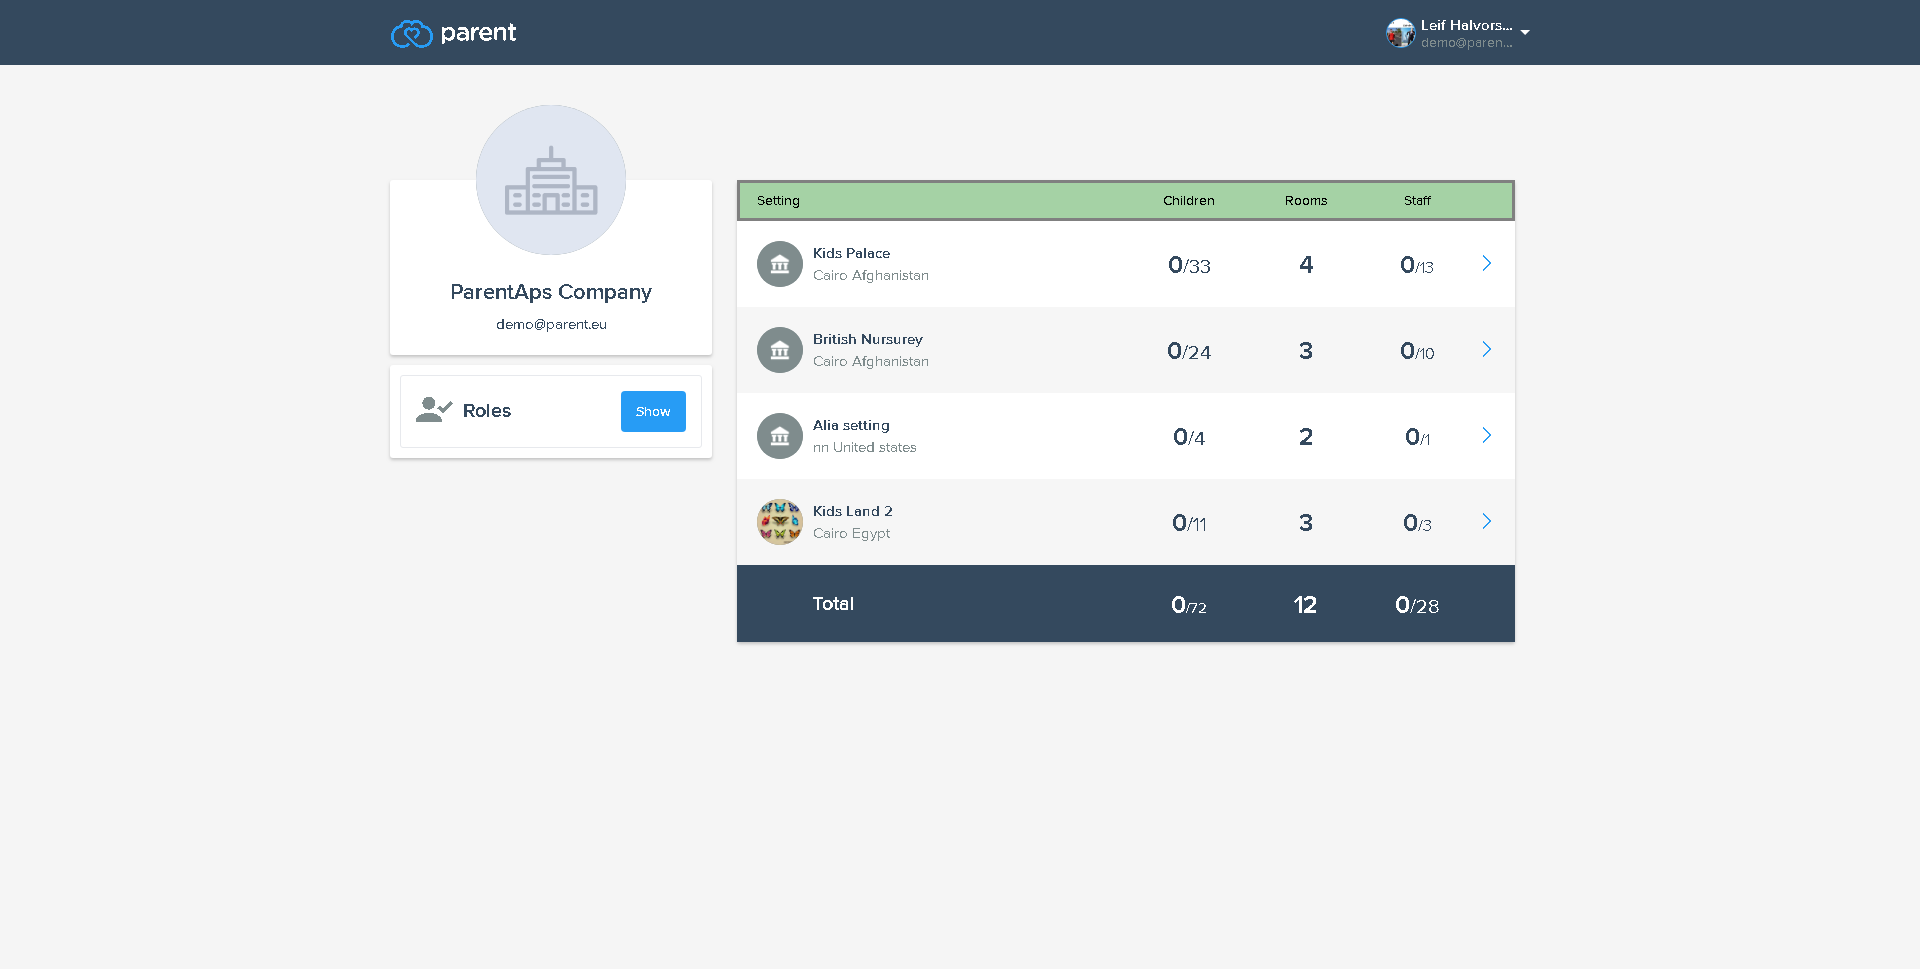 parent
Leif Halvors...
demo@paren...
ParentAps Company
demo@parent.eu
Roles
Show
Setting Children Rooms Staff
Kids Palace
Cairo Afghanistan
0/33 4 0/13
British Nursurey
Cairo Afghanistan
0/24 3 0/10
Alia setting
nn United states
0/4 2 0/1
Kids Land 2
Cairo Egypt
0/11 3 0/3
Total 0/72 12 0/28